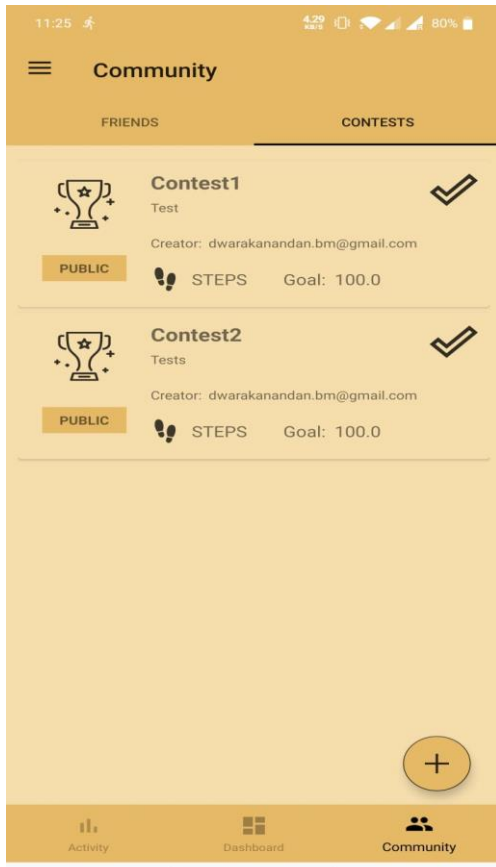 11:25 4.29 KB/S 80%
Community
FRIENDS CONTESTS
Contest1
Test
Creator: dwarakanandan.bm@gmail.com
PUBLIC STEPS Goal: 100.0
Contest2
Tests
Creator: dwarakanandan.bm@gmail.com
PUBLIC STEPS Goal: 100.0
+
Activity Dashboard Community